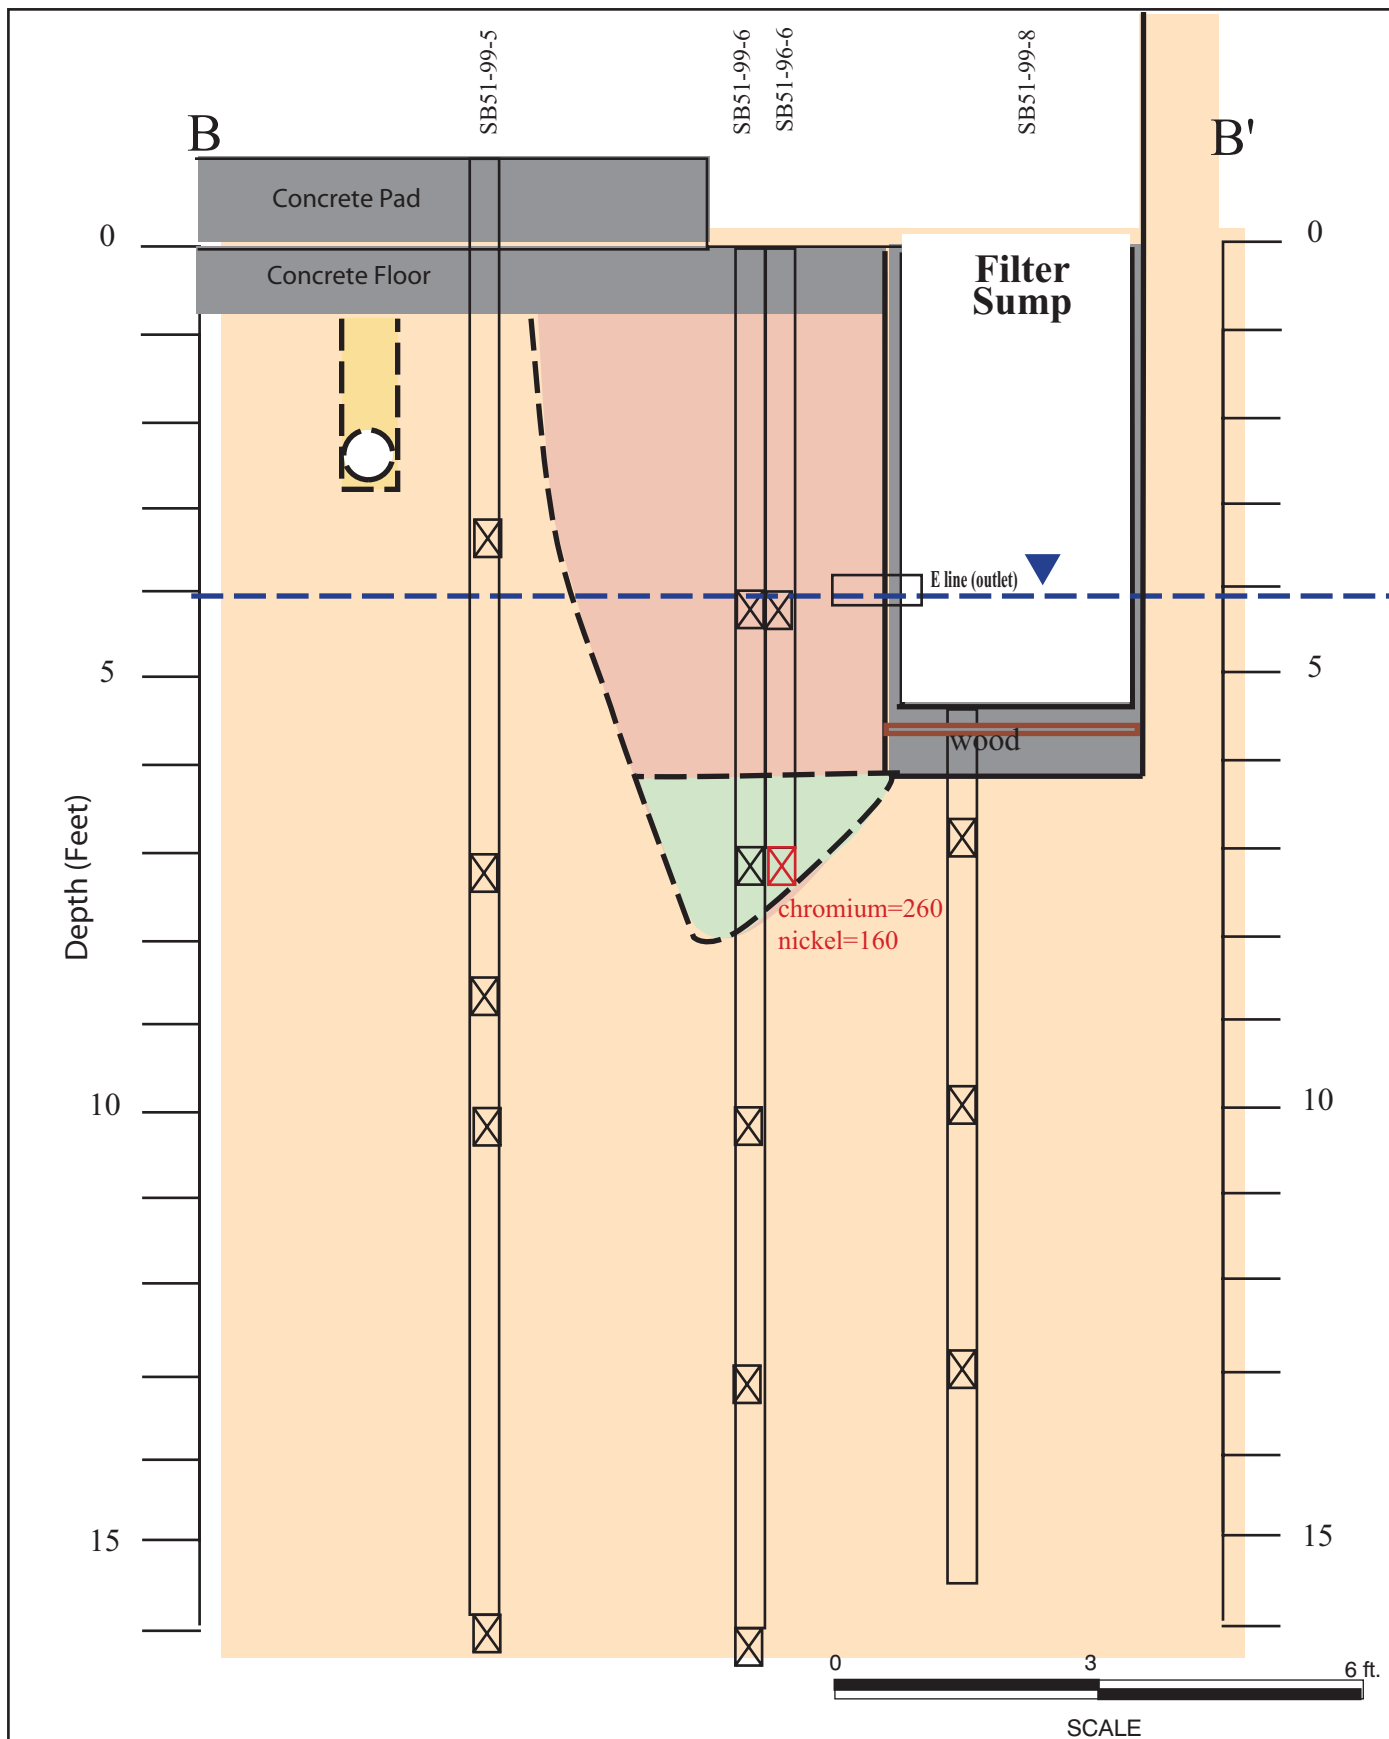 SB51-99-5
SB51-99-6
SB51-96-6
SB51-99-8
B
B'
Concrete Pad
0
0
Concrete Floor
Filter
Sump
E line (outlet)
5
5
wood
Depth (Feet)
chromium=260
nickel=160
10
10
15
15
0 3 6 ft.
SCALE